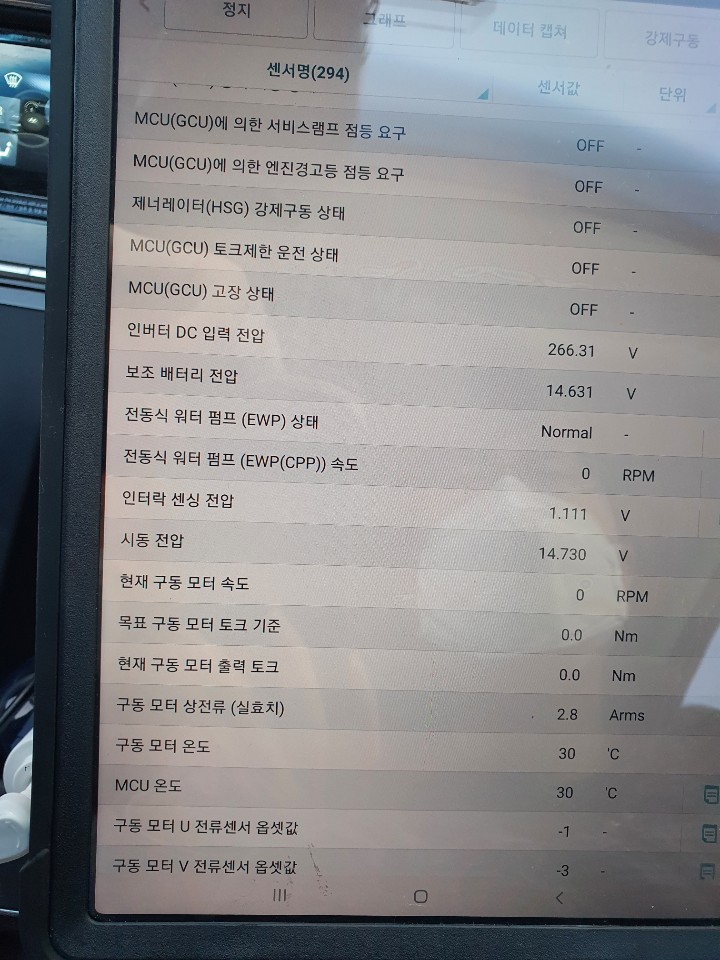 정지 그래프 데이터 캡쳐 강제구동
센서명(294) 센서값 단위
MCU(GCU)에 의한 서비스램프 점등 요구 OFF -
MCU(GCU)에 의한 엔진경고등 점등 요구 OFF -
제너레이터(HSG) 강제구동 상태 OFF -
MCU(GCU) 토크제한 운전 상태 OFF -
MCU(GCU) 고장 상태 OFF -
인버터 DC 입력 전압 266.31 V
보조 배터리 전압 14.631 V
전동식 워터 펌프 (EWP) 상태 Normal -
전동식 워터 펌프 (EWP(CPP)) 속도 0 RPM
인터락 센싱 전압 1.111 V
시동 전압 14.730 V
현재 구동 모터 속도 0 RPM
목표 구동 모터 토크 기준 0.0 Nm
현재 구동 모터 출력 토크 0.0 Nm
구동 모터 상전류 (실효치) 2.8 Arms
구동 모터 온도 30 'C
MCU 온도 30 'C
구동 모터 U 전류센서 옵셋값 -1 -
구동 모터 V 전류센서 옵셋값 -3 -